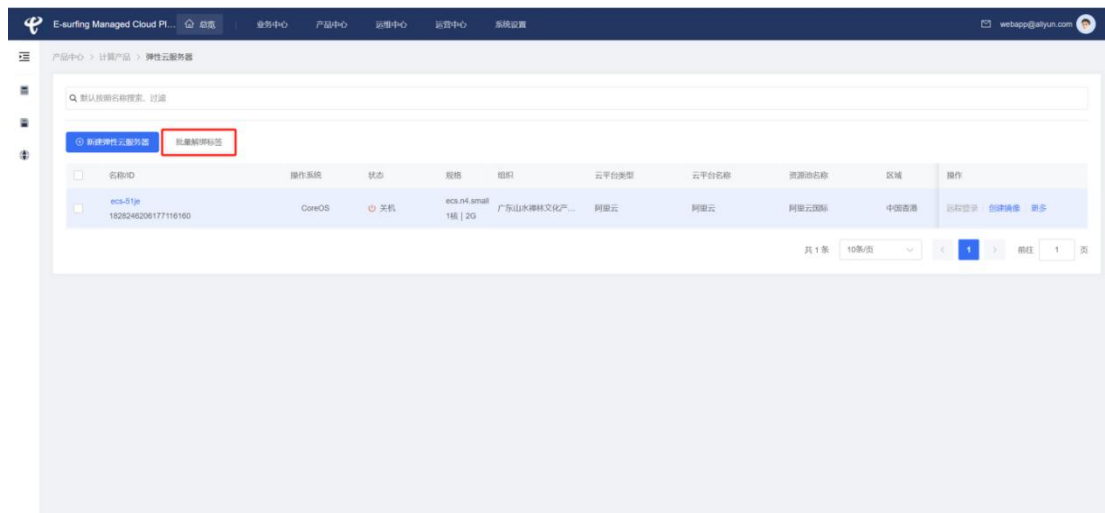 E-surfing Managed Cloud Pl... 总览 业务中心 产品中心 运维中心 运营中心 系统设置 webapp@aliyun.com
产品中心 > 计算产品 > 弹性云服务器
默认按照名称搜索、过滤
新建弹性云服务器 批量解绑标签
名称/ID 操作系统 状态 规格 组织 云平台类型 云平台名称 资源池名称 区域 操作
ecs-51je CoreOS 关机 ecs.n4.small 广东山水禅林文化产... 阿里云 阿里云 阿里云国际 中国香港 远程登录 创建镜像 更多
1828246206177116160 1核 | 2G
共 1 条 10条/页 < 1 > 前往 1 页